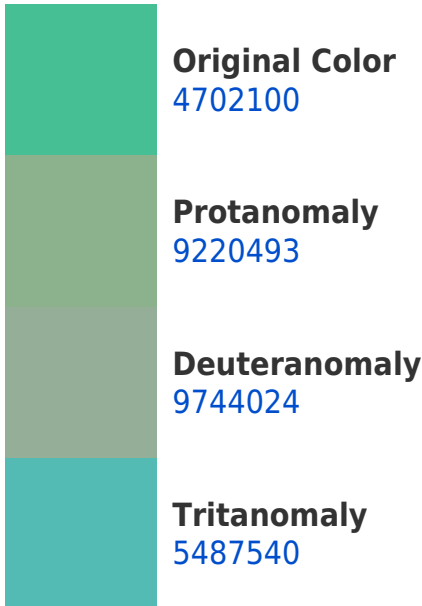 Original Color
4702100
Protanomaly
9220493
Deuteranomaly
9744024
Tritanomaly
5487540